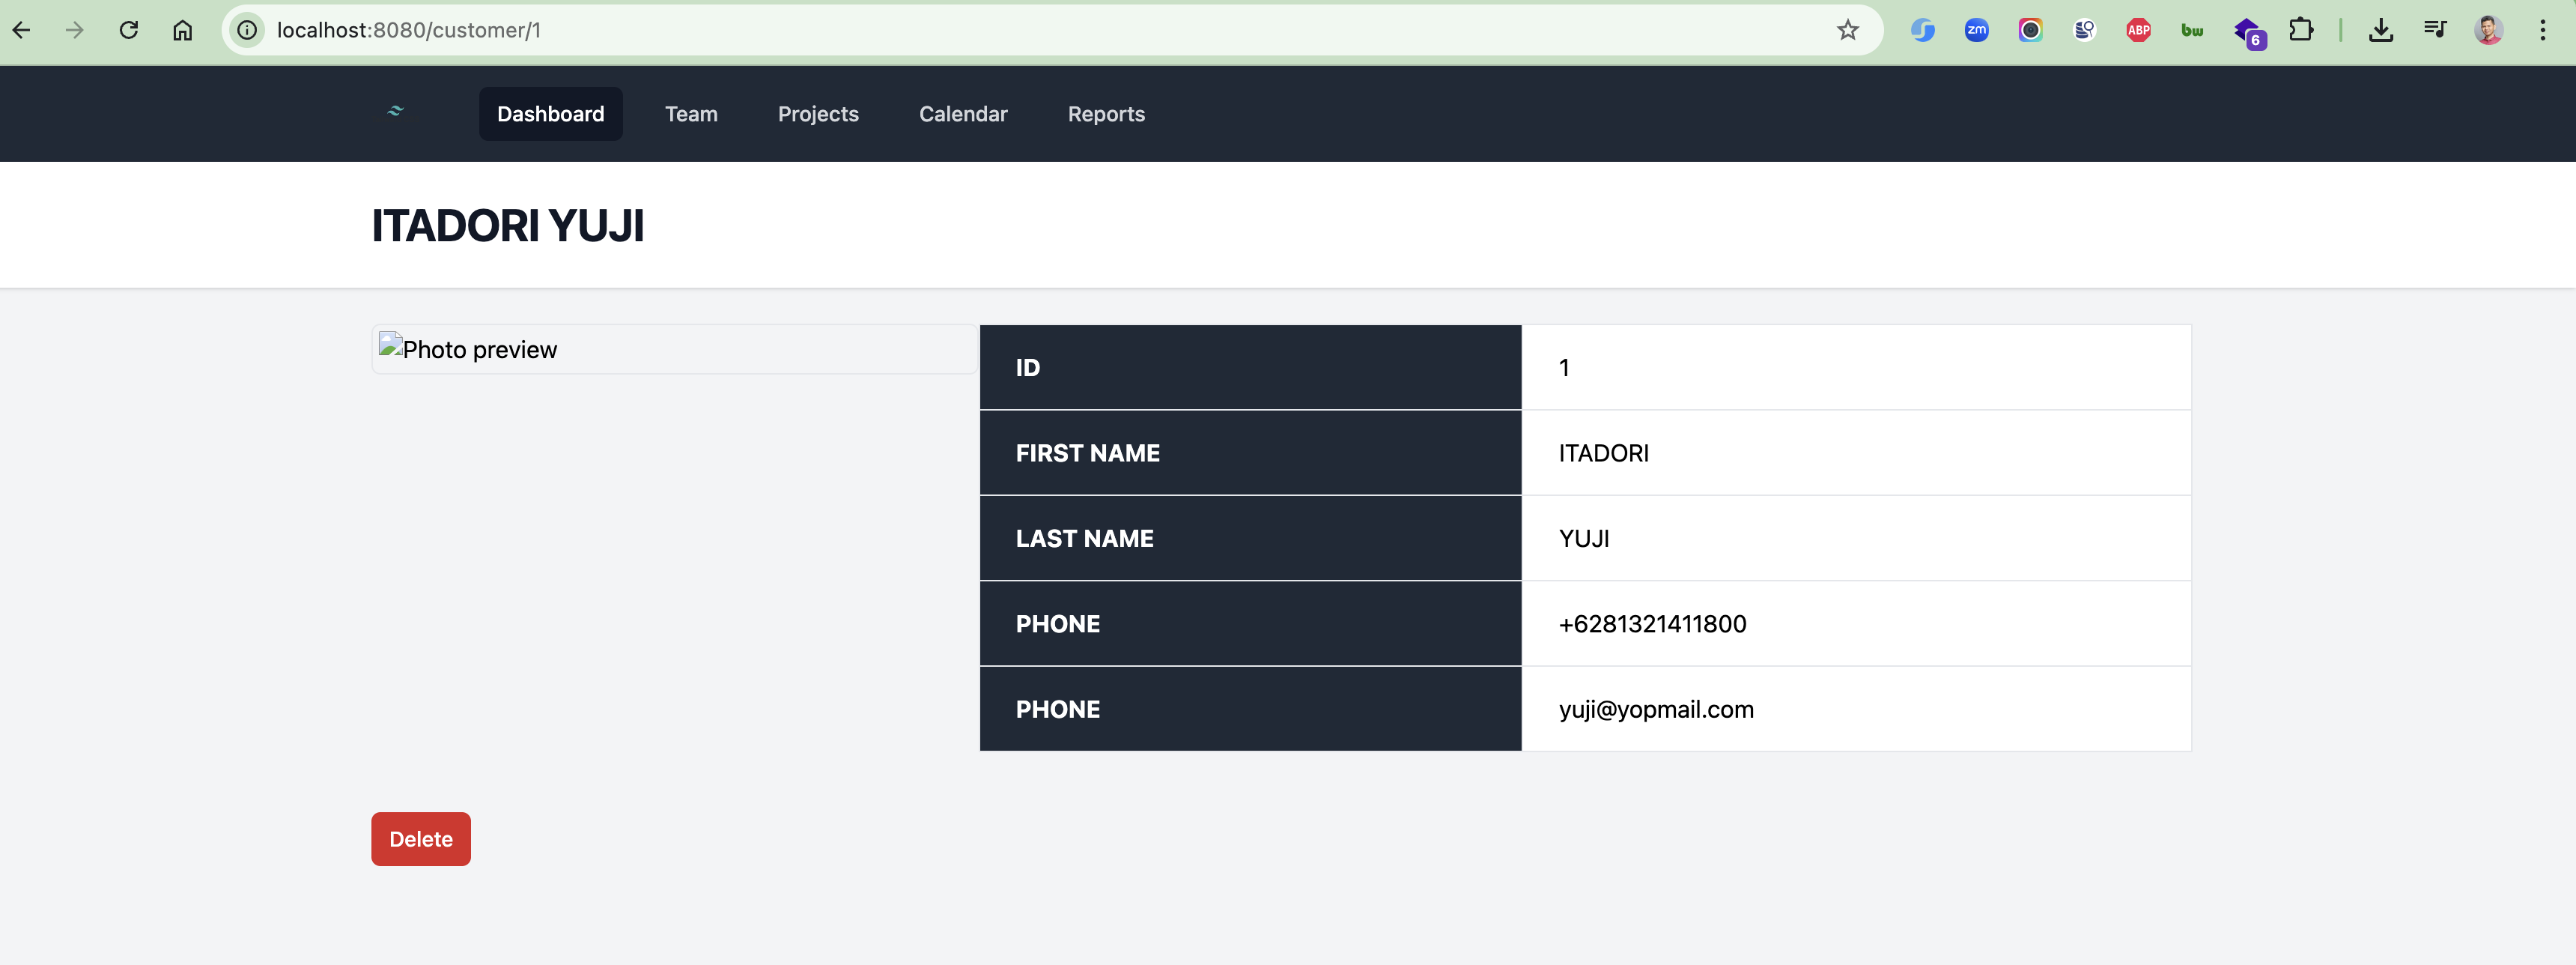 localhost:8080/customer/1
zm
ABP
bw
6
Dashboard Team Projects Calendar Reports
ITADORI YUJI
Photo preview
ID 1
FIRST NAME ITADORI
LAST NAME YUJI
PHONE +6281321411800
PHONE yuji@yopmail.com
Delete